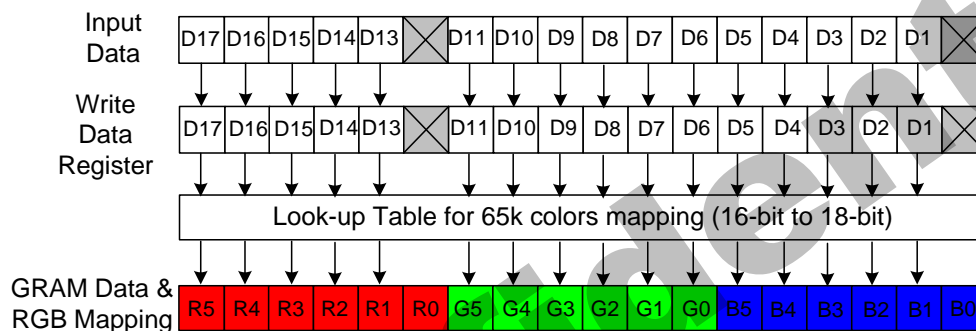 Input Data
D17 D16 D15 D14 D13 D11 D10 D9 D8 D7 D6 D5 D4 D3 D2 D1
Write Data Register
D17 D16 D15 D14 D13 D11 D10 D9 D8 D7 D6 D5 D4 D3 D2 D1
Look-up Table for 65k colors mapping (16-bit to 18-bit)
GRAM Data & RGB Mapping
R5 R4 R3 R2 R1 R0 G5 G4 G3 G2 G1 G0 B5 B4 B3 B2 B1 B0